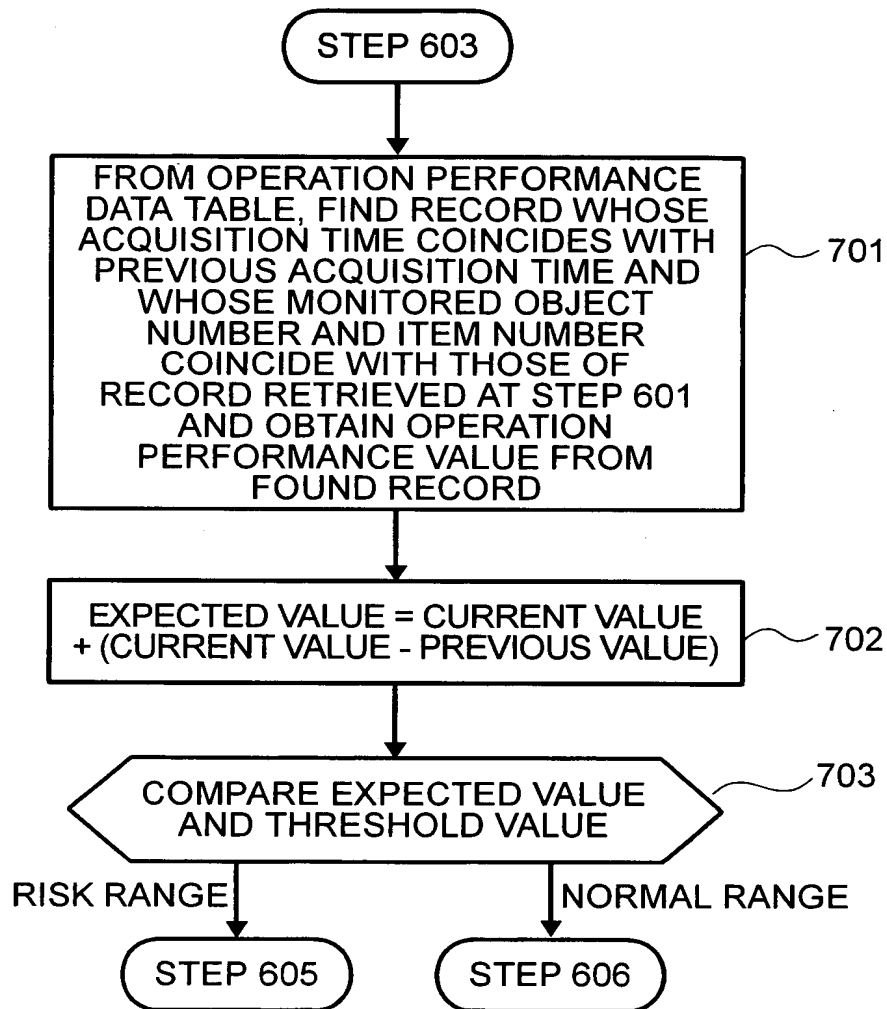 STEP 603
FROM OPERATION PERFORMANCE
DATA TABLE, FIND RECORD WHOSE
ACQUISITION TIME COINCIDES WITH
PREVIOUS ACQUISITION TIME AND
WHOSE MONITORED OBJECT
NUMBER AND ITEM NUMBER
COINCIDE WITH THOSE OF
RECORD RETRIEVED AT STEP 601
AND OBTAIN OPERATION
PERFORMANCE VALUE FROM
FOUND RECORD
701
EXPECTED VALUE = CURRENT VALUE
+ (CURRENT VALUE - PREVIOUS VALUE)
702
COMPARE EXPECTED VALUE
AND THRESHOLD VALUE
703
RISK RANGE
NORMAL RANGE
STEP 605
STEP 606